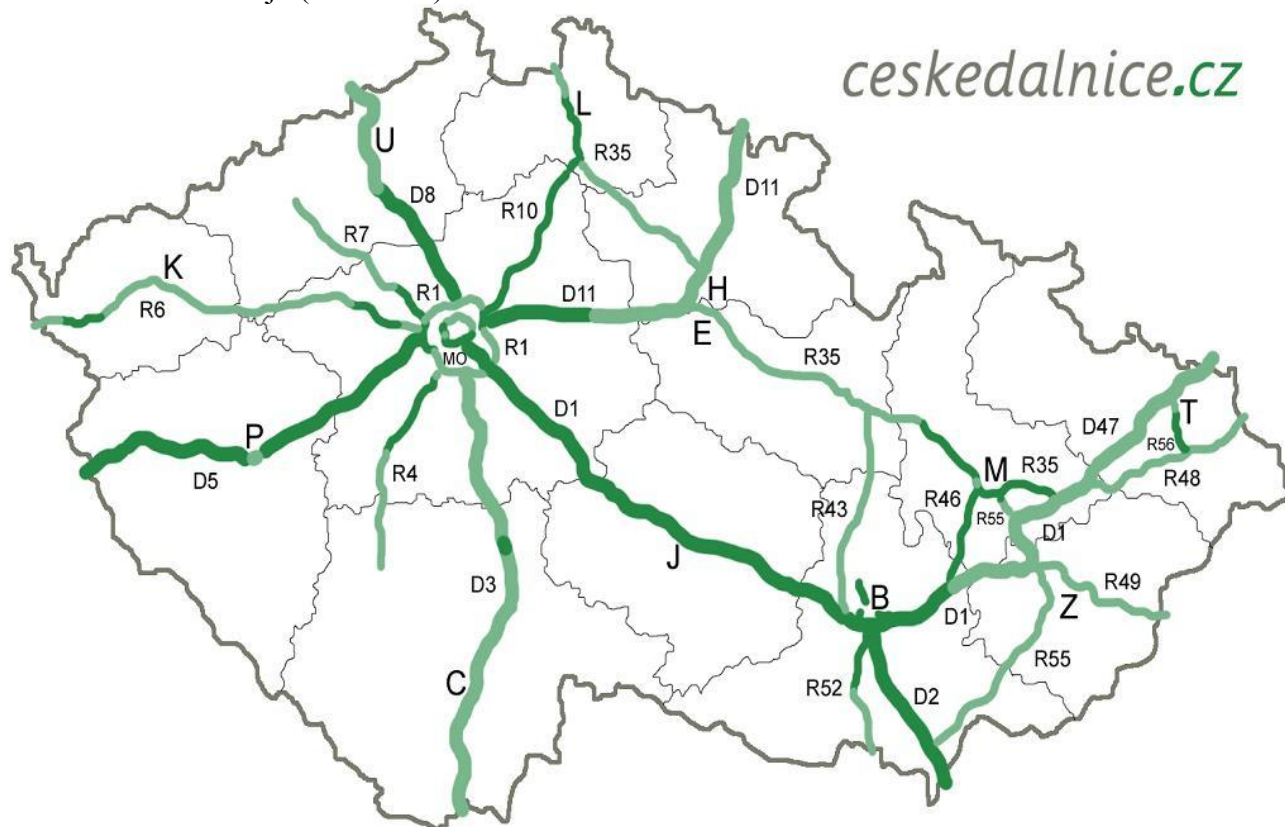 ceskedalnice.cz
L
U
R35
D8
D11
R10
R7
K
R1
H
D11
R6
E
R1
MO
R35
D1
T
P
D47
R56
D5
R4
M
R35
R48
R46
R43
R55
D1
J
D3
B
R49
D1
Z
C
R55
R52
D2